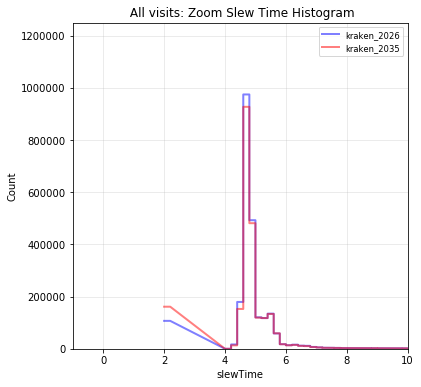 All visits: Zoom Slew Time Histogram
kraken_2026
kraken_2035
1200000
1000000
800000
600000
400000
200000
0
Count
0 2 4 6 8 10
slewTime